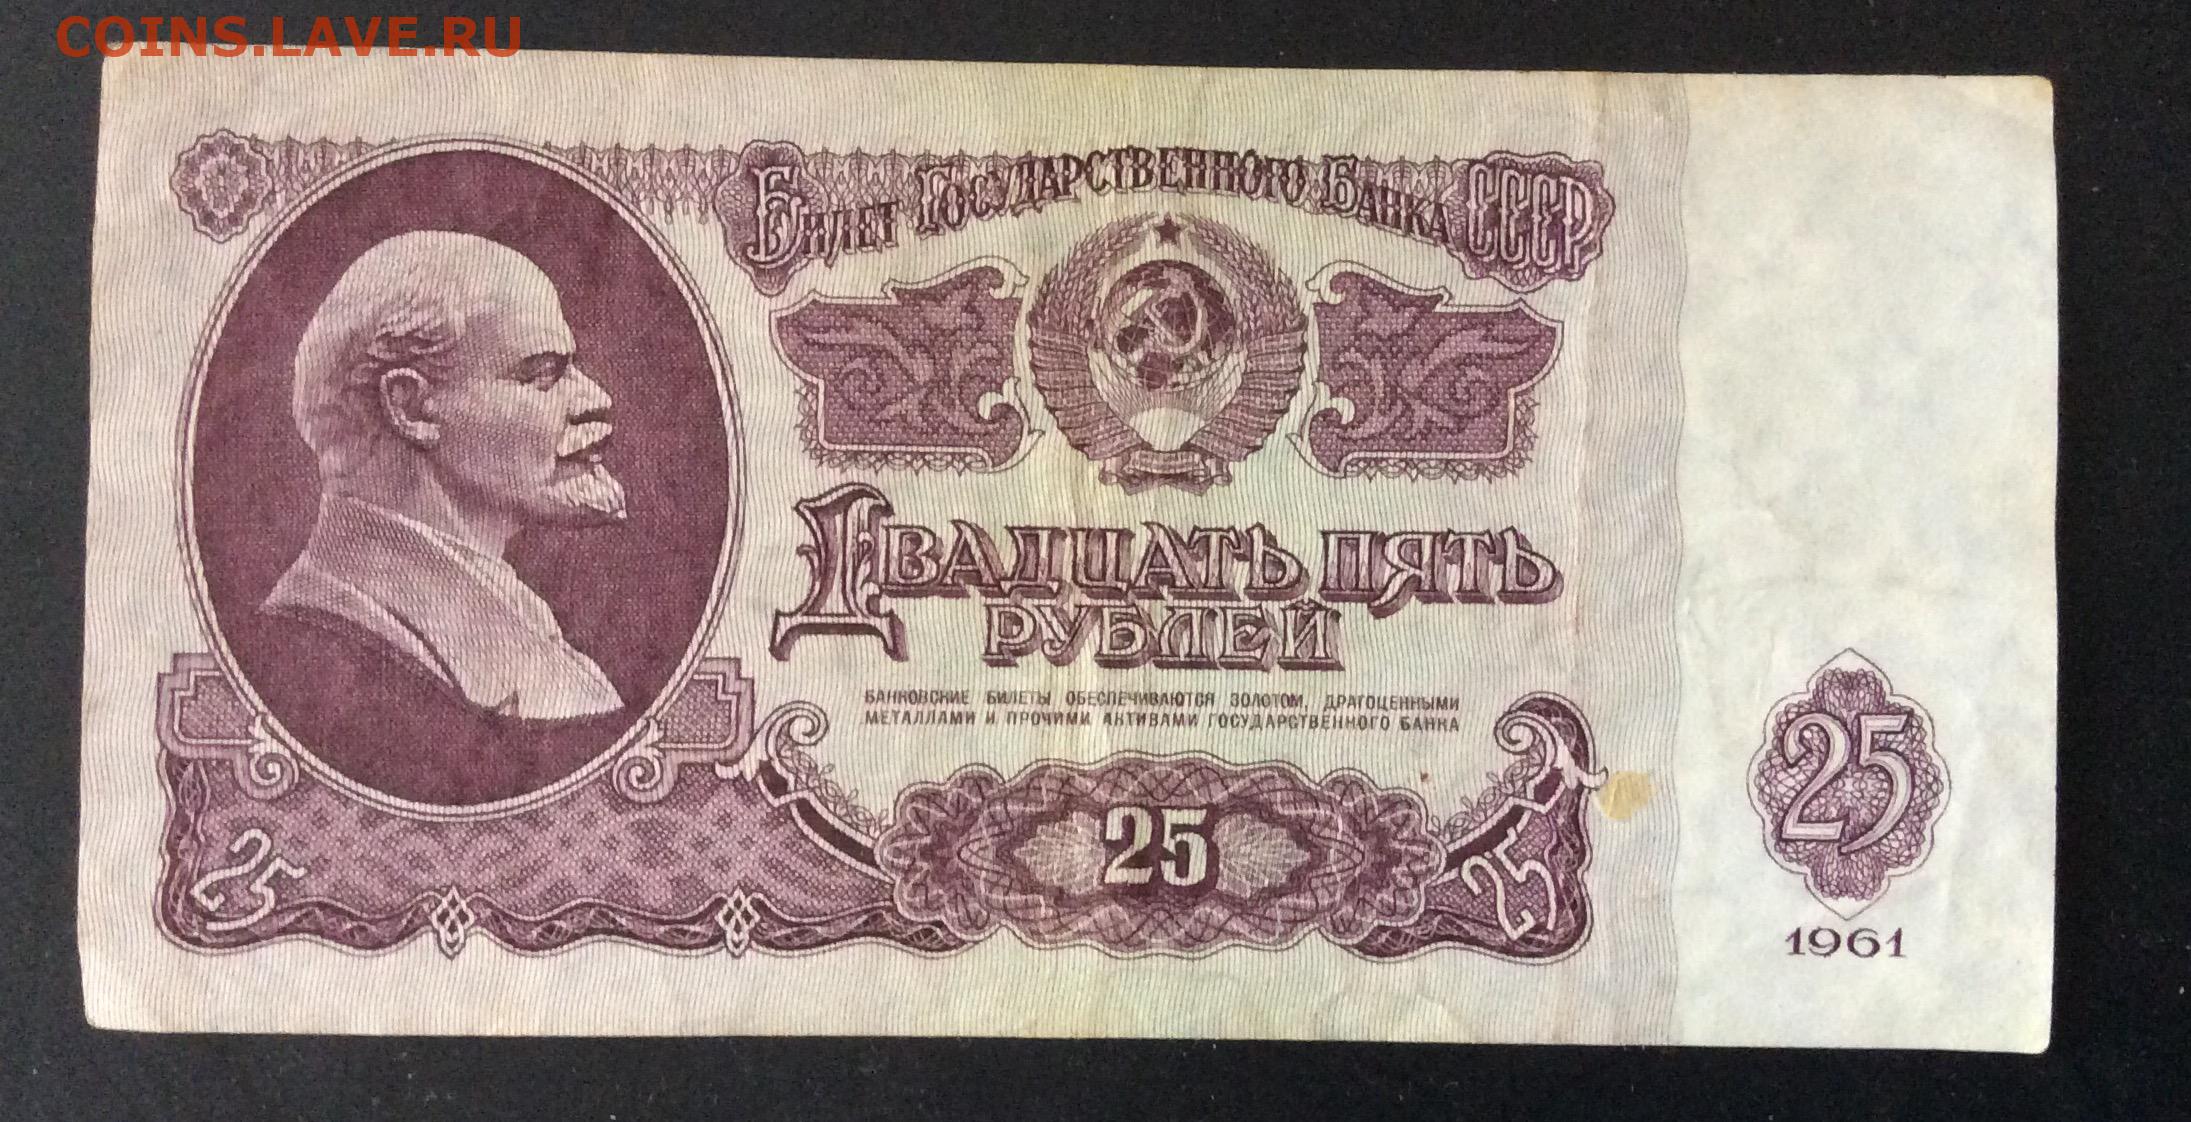 COINS.LAVE.RU
Билет Государственного Банка СССР
Двадцать пять
рублей
БАНКОВСКИЕ БИЛЕТЫ ОБЕСПЕЧИВАЮТСЯ ЗОЛОТОМ, ДРАГОЦЕННЫМИ
МЕТАЛЛАМИ И ПРОЧИМИ АКТИВАМИ ГОСУДАРСТВЕННОГО БАНКА
25
25
25
25
1961